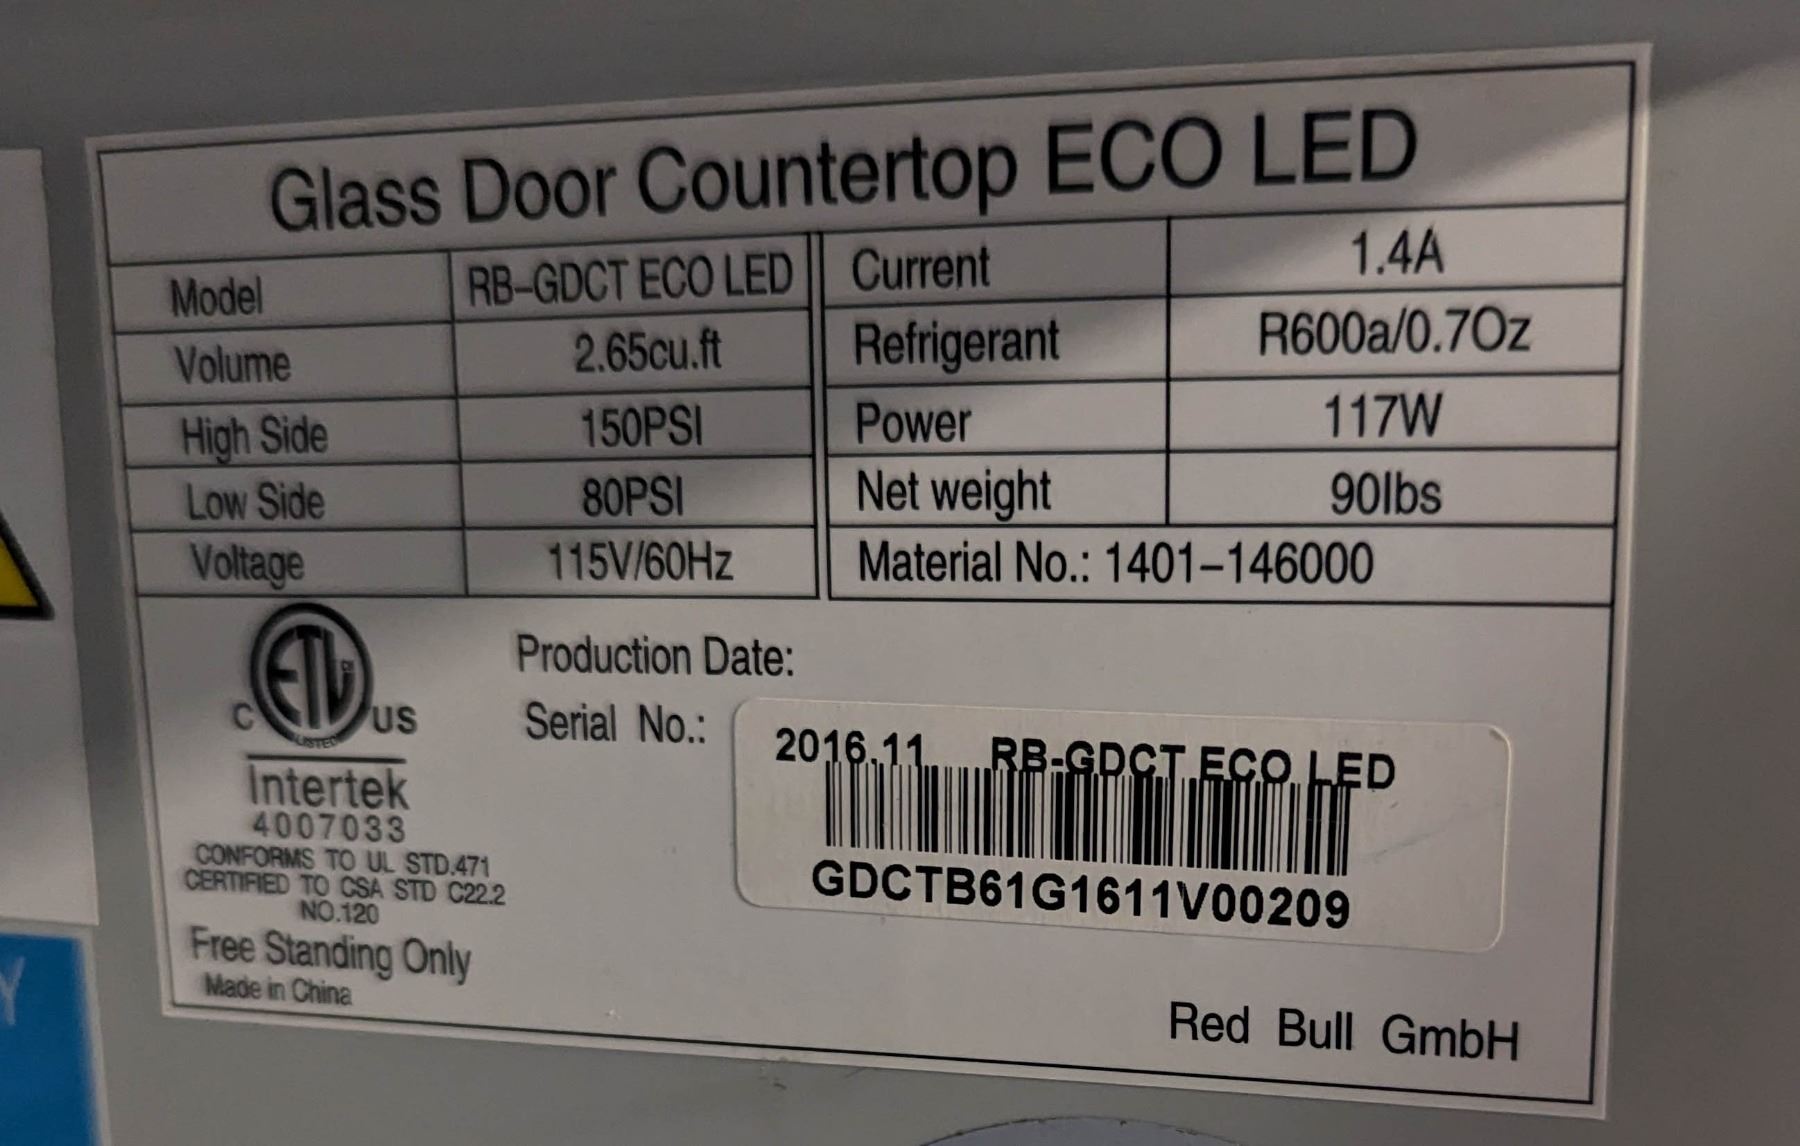 Glass Door Countertop ECO LED
Model RB-GDCT ECO LED Current 1.4A
Volume 2.65cu.ft Refrigerant R600a/0.7Oz
High Side 150PSI Power 117W
Low Side 80PSI Net weight 90lbs
Voltage 115V/60Hz Material No.: 1401-146000
ETL
C US
LISTED
Intertek
4007033
CONFORMS TO UL STD.471
CERTIFIED TO CSA STD C22.2
NO.120
Free Standing Only
Made in China
Production Date:
Serial No.:
2016.11 RB-GDCT ECO LED
GDCTB61G1611V00209
Red Bull GmbH
Y